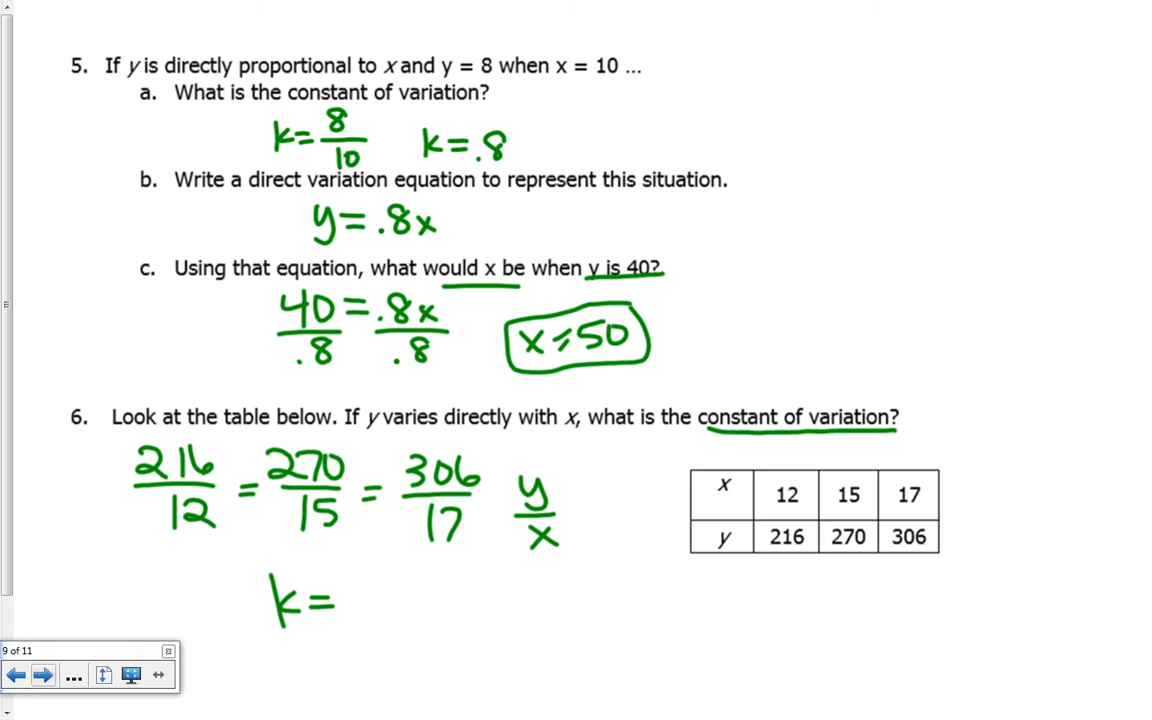 5. If y is directly proportional to x and y = 8 when x = 10 ...
a. What is the constant of variation?
k = 8/10 k = .8
b. Write a direct variation equation to represent this situation.
y = .8x
c. Using that equation, what would x be when y is 40?
40 = .8x
.8 .8
x = 50
6. Look at the table below. If y varies directly with x, what is the constant of variation?
216/12 = 270/15 = 306/17 y/x
x 12 15 17
y 216 270 306
k =
9 of 11
...